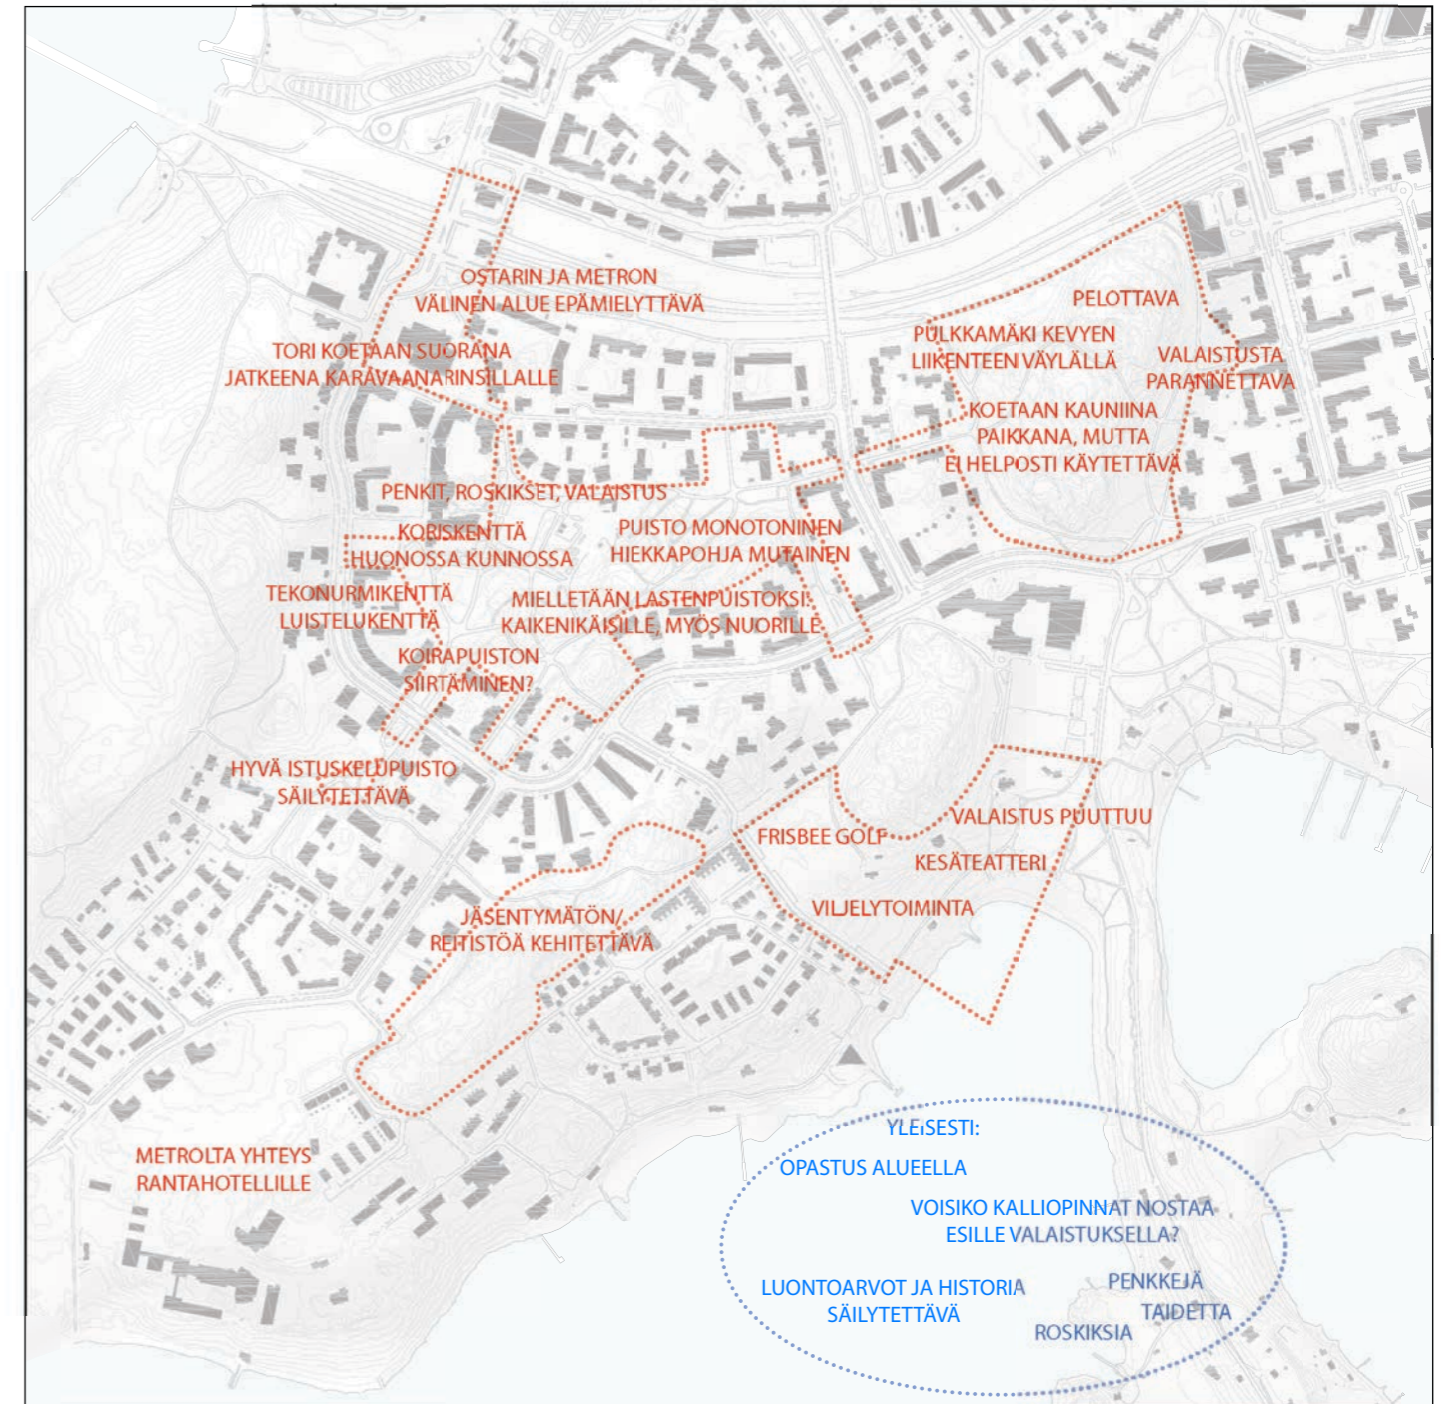 OSTARIN JA METRON
VÄLINEN ALUE EPÄMIELYTTÄVÄ
TORI KOETAAN SUORANA
JATKEENA KARAVAANARINSILLALLE
PELOTTAVA
PULKKAMÄKI KEVYEN
LIIKENTEEN VÄYLÄLLÄ
VALAISTUSTA
PARANNETTAVA
KOETAAN KAUNIINA
PAIKKANA, MUTTA
EI HELPOSTI KÄYTETTÄVÄ
PENKIT, ROSKIKSET, VALAISTUS
KORISKENTTÄ
HUONOSSA KUNNOSSA
PUISTO MONOTONINEN
HIEKKAPOHJA MUTAINEN
TEKONURMIKENTTÄ
LUISTELUKENTTÄ
MIELLETÄÄN LASTENPUISTOKSI:
KAIKENIKÄISILLE, MYÖS NUORILLE
KOIRAPUISTON
SIIRTÄMINEN?
HYVÄ ISTUSKELUPUISTO
SÄILYTETTÄVÄ
FRISBEE GOLF
VALAISTUS PUUTTUU
KESÄTEATTERI
VILJELYTOIMINTA
JÄSENTYMÄTÖN/
REITISTÖÄ KEHITETTÄVÄ
METROLTA YHTEYS
RANTAHOTELLILLE
YLEISESTI:
OPASTUS ALUEELLA
VOISIKO KALLIOPINNAT NOSTAA
ESILLE VALAISTUKSELLA?
LUONTOARVOT JA HISTORIA
SÄILYTETTÄVÄ
PENKKEJÄ
TAIDETTA
ROSKIKSIA